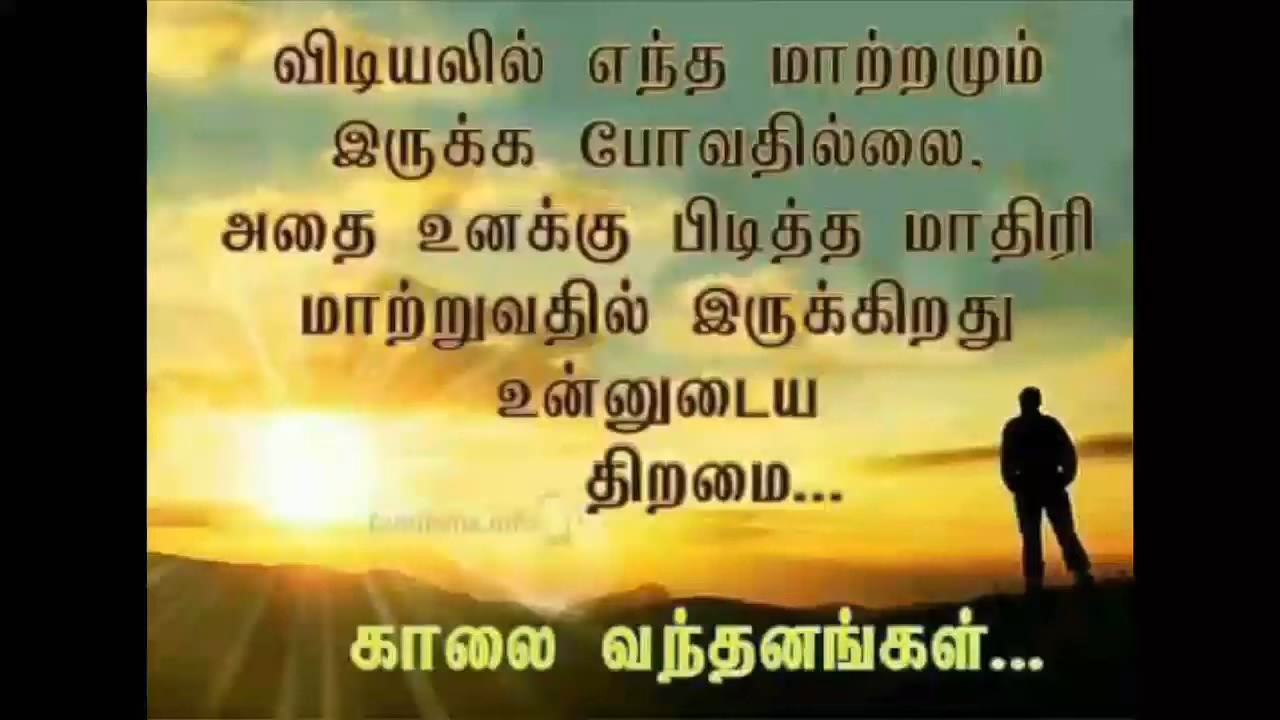 விடியலில் எந்த மாற்றமும்
இருக்க போவதில்லை.
அதை உனக்கு பிடித்த மாதிரி
மாற்றுவதில் இருக்கிறது
உன்னுடைய
திறமை...
காலை வந்தனங்கள்...